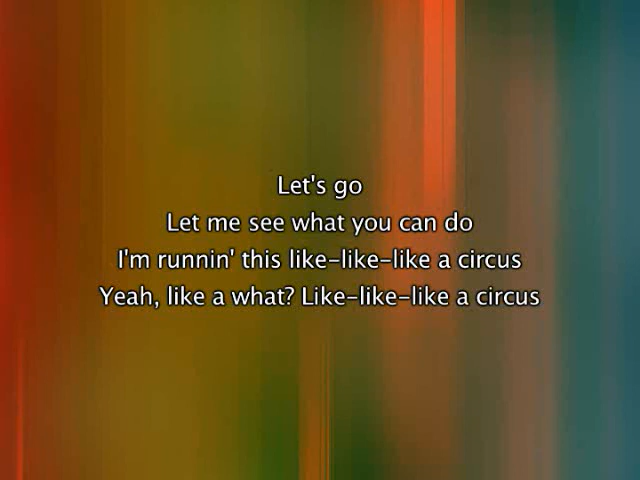 Let's go
Let me see what you can do
I'm runnin' this like-like-like a circus
Yeah, like a what? Like-like-like a circus